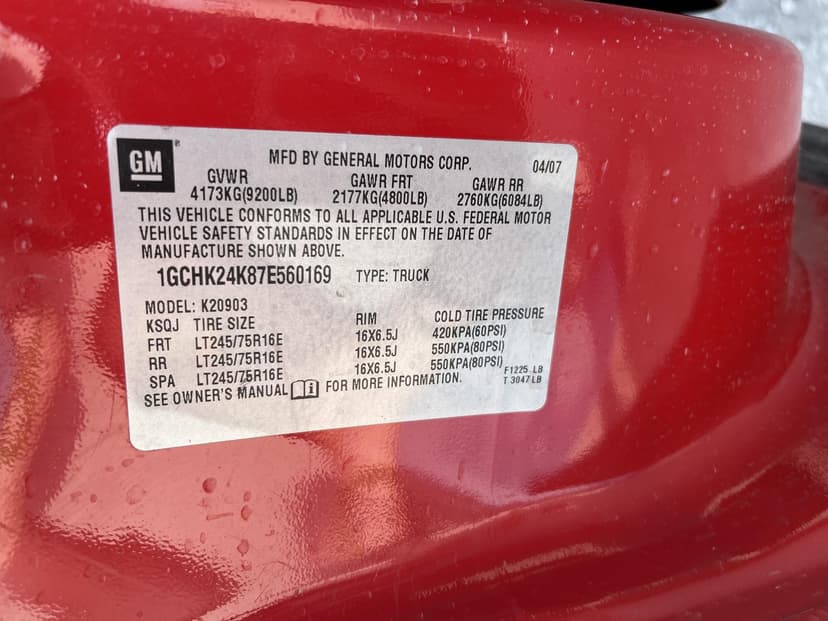 GM
MFD BY GENERAL MOTORS CORP. 04/07
GVWR GAWR FRT GAWR RR
4173KG(9200LB) 2177KG(4800LB) 2760KG(6084LB)
THIS VEHICLE CONFORMS TO ALL APPLICABLE U.S. FEDERAL MOTOR
VEHICLE SAFETY STANDARDS IN EFFECT ON THE DATE OF
MANUFACTURE SHOWN ABOVE.
1GCHK24K87E560169 TYPE: TRUCK
MODEL: K20903
KSQJ TIRE SIZE RIM COLD TIRE PRESSURE
FRT LT245/75R16E 16X6.5J 420KPA(60PSI)
RR LT245/75R16E 16X6.5J 550KPA(80PSI)
SPA LT245/75R16E 16X6.5J 550KPA(80PSI)
F1225 LB
T 3047 LB
SEE OWNER'S MANUAL i FOR MORE INFORMATION.